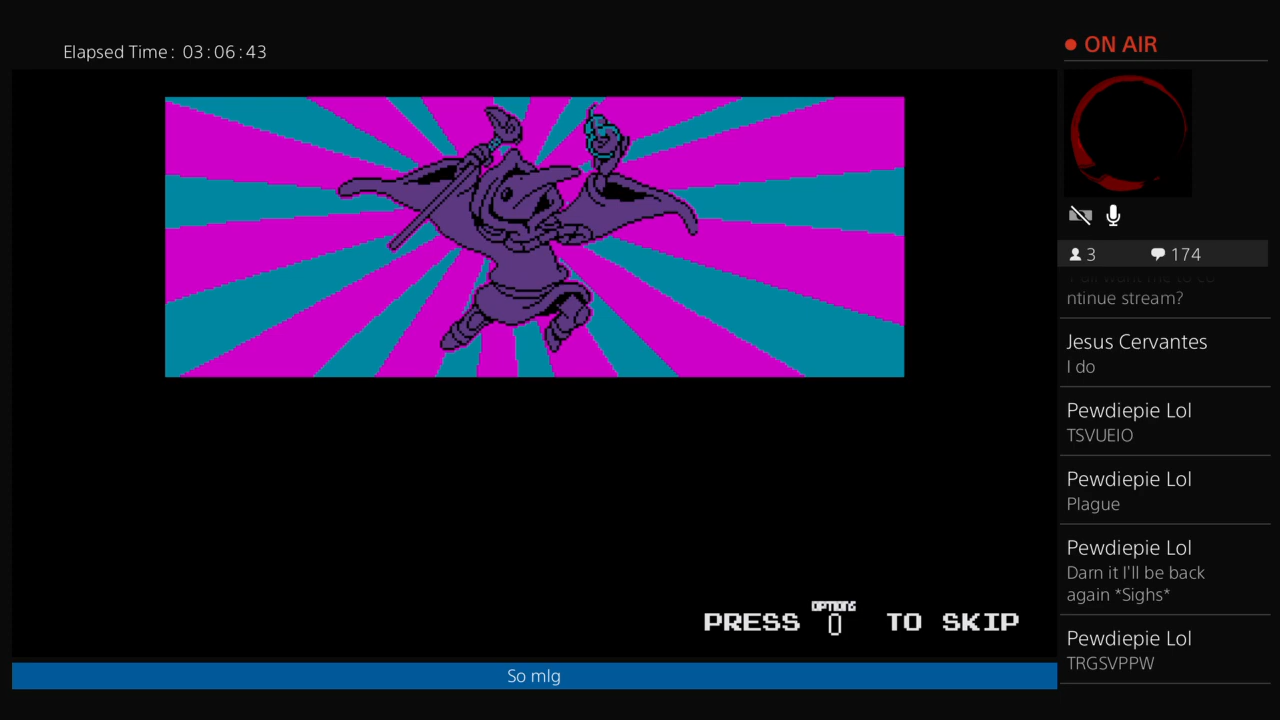 Elapsed Time: 03:06:43
ON AIR
3 174
ntinue stream?
Jesus Cervantes
I do
Pewdiepie Lol
TSVUEIO
Pewdiepie Lol
Plague
Pewdiepie Lol
Darn it I'll be back
again *Sighs*
Pewdiepie Lol
TRGSVPPW
OPTIONS
PRESS TO SKIP
So mlg